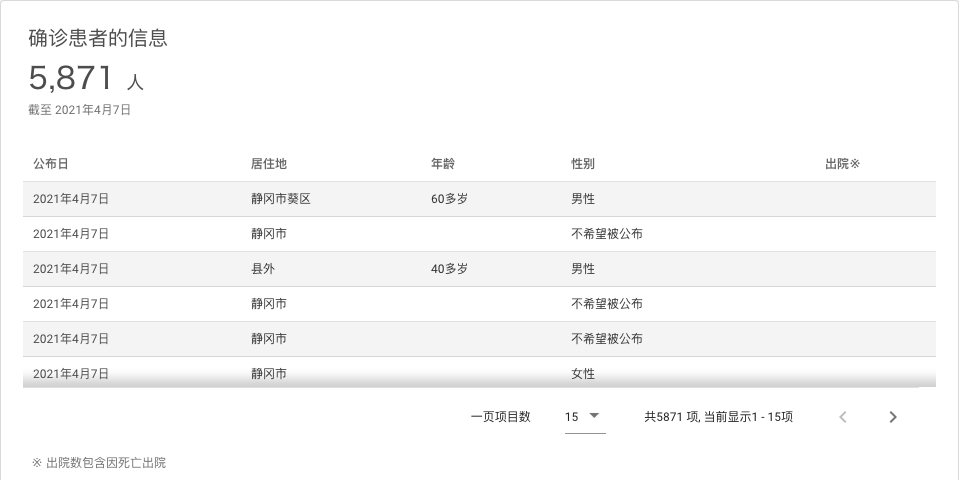 确诊患者的信息
5,871 人
截至 2021年4月7日
公布日 居住地 年龄 性别 出院※
2021年4月7日 静冈市葵区 60多岁 男性
2021年4月7日 静冈市 不希望被公布
2021年4月7日 县外 40多岁 男性
2021年4月7日 静冈市 不希望被公布
2021年4月7日 静冈市 不希望被公布
2021年4月7日 静冈市 女性
一页项目数 15 共5871 项, 当前显示1 - 15项
※ 出院数包含因死亡出院